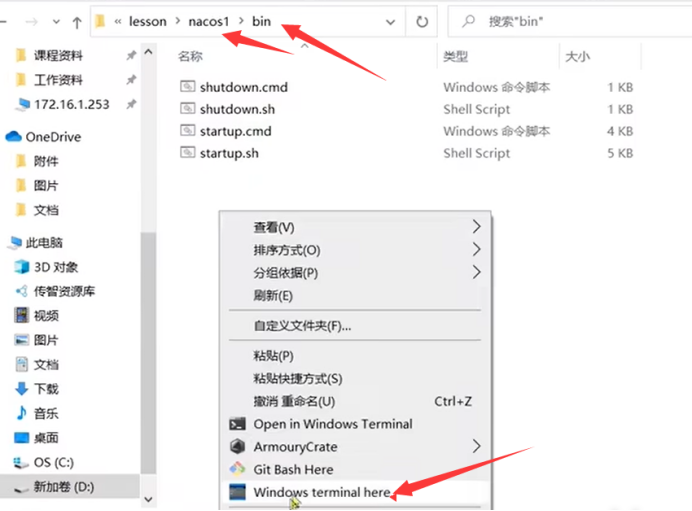 « lesson > nacos1 > bin
搜索"bin"
名称 类型 大小
shutdown.cmd Windows 命令脚本 1 KB
shutdown.sh Shell Script 1 KB
startup.cmd Windows 命令脚本 4 KB
startup.sh Shell Script 5 KB
课程资料
工作资料
172.16.1.253
OneDrive
附件
图片
文档
此电脑
3D 对象
传智资源库
视频
图片
文档
下载
音乐
桌面
OS (C:)
新加卷 (D:)
查看(V)
排序方式(O)
分组依据(P)
刷新(E)
自定义文件夹(F)...
粘贴(P)
粘贴快捷方式(S)
撤消 重命名(U) Ctrl+Z
Open in Windows Terminal
ArmouryCrate
Git Bash Here
Windows terminal here